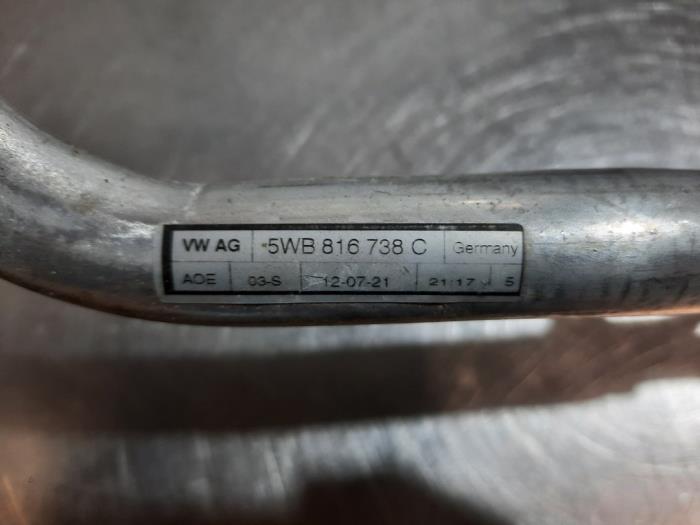 VW AG 5WB 816 738 C Germany
AOE 03-S 12-07-21 21:17 5